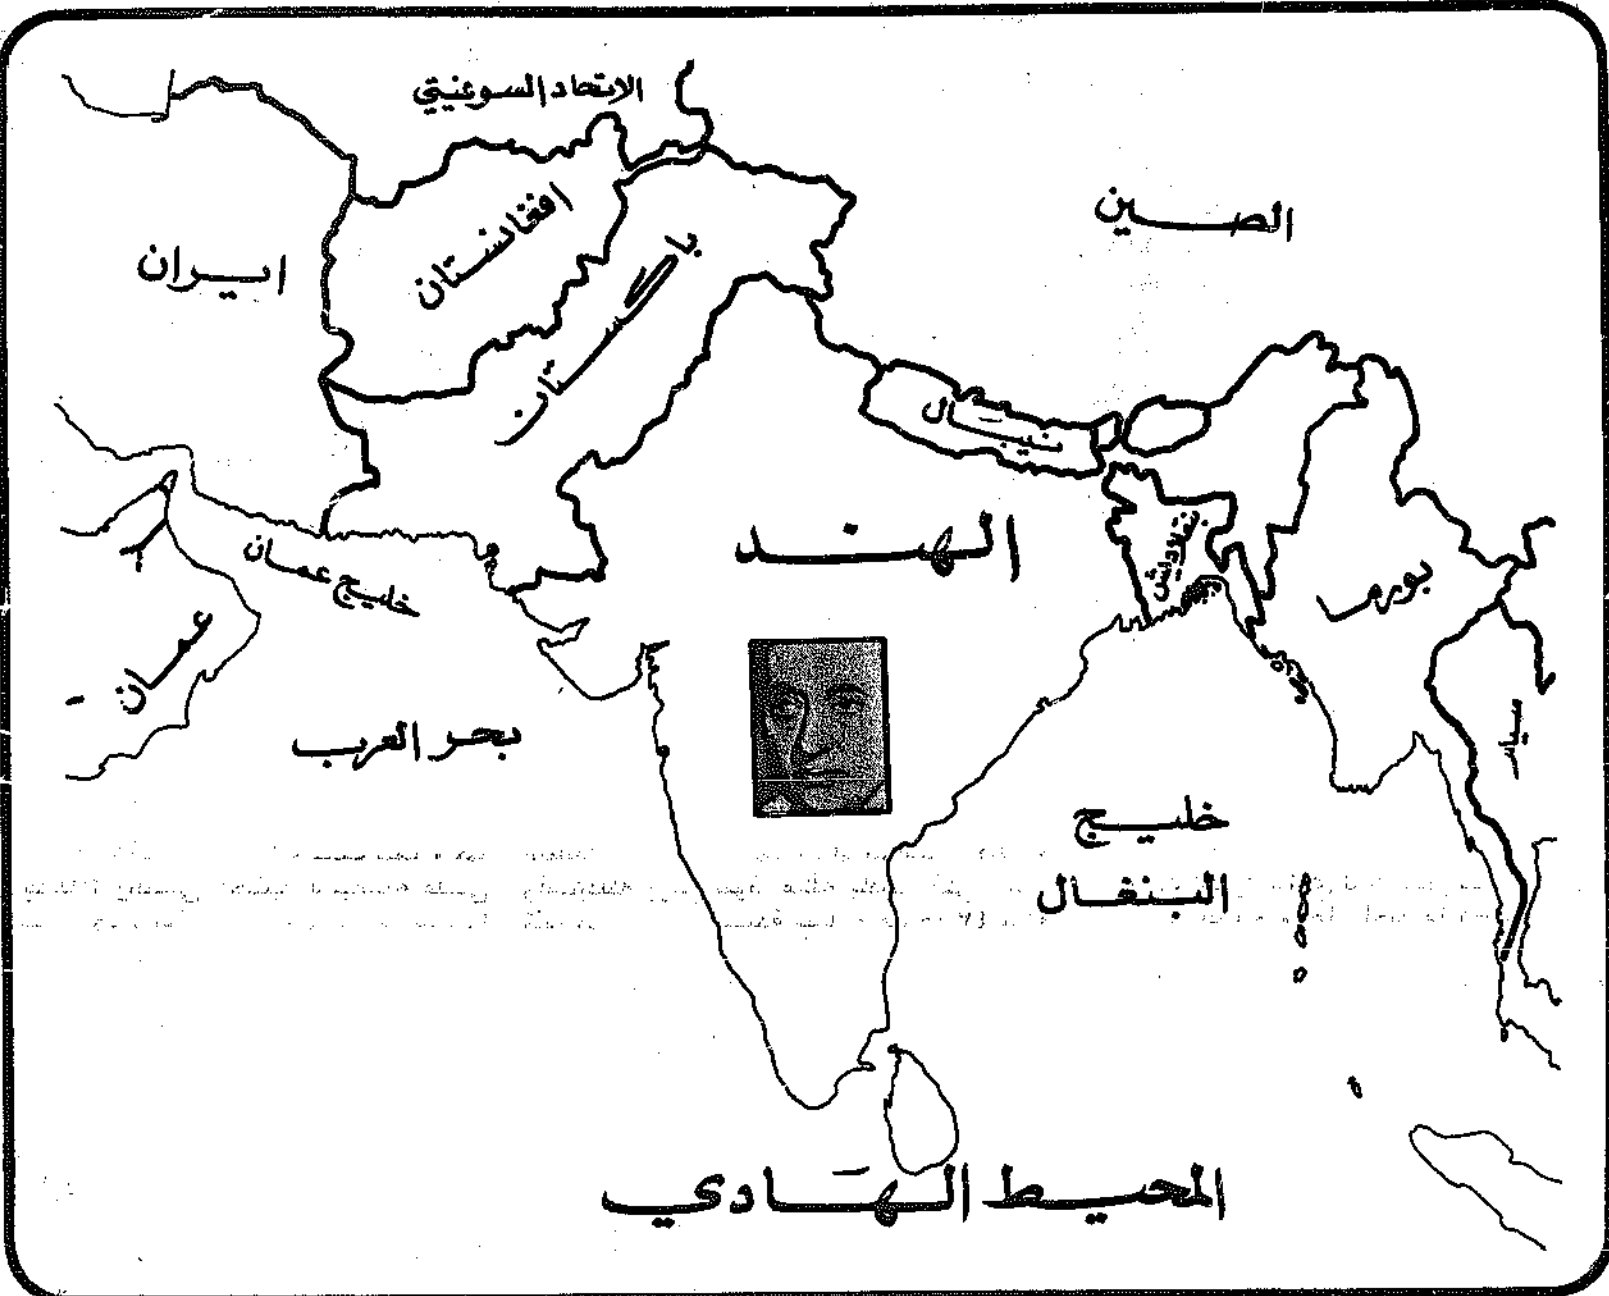 الاتحاد السوفيتي
الصين
افغانستان
ايران
باكستان
نيبال
الهند
بنغلاديش
بورما
خليج عمان
عمان
بحر العرب
سيام
خليج
البنغال
المحيط الهادي